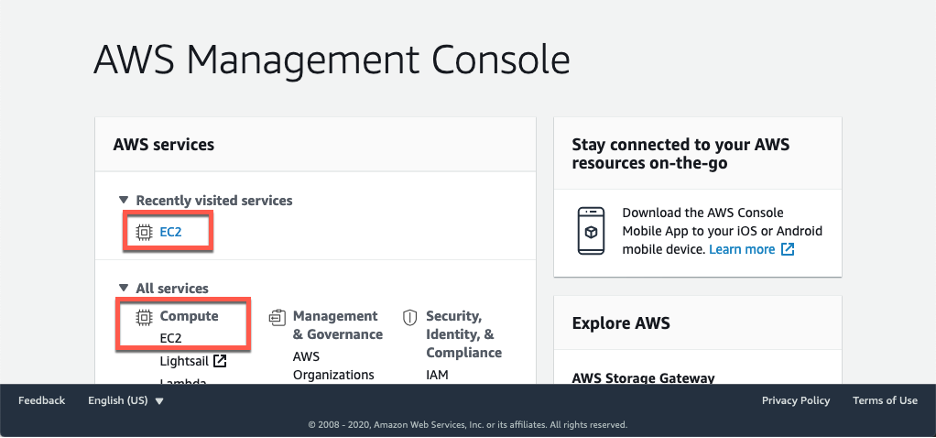 AWS Management Console
AWS services
Recently visited services
EC2
All services
Compute
EC2
Lightsail
Lambda
Management
& Governance
AWS
Organizations
Security,
Identity, &
Compliance
IAM
Stay connected to your AWS
resources on-the-go
Download the AWS Console
Mobile App to your iOS or Android
mobile device. Learn more
Explore AWS
AWS Storage Gateway
Feedback
English (US)
Privacy Policy
Terms of Use
© 2008 - 2020, Amazon Web Services, Inc. or its affiliates. All rights reserved.